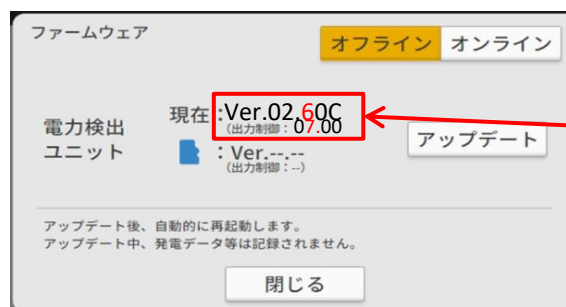 ファームウェア
オフライン オンライン
電力検出
ユニット
現在:Ver.02.60C
(出力制御:07.00
:Ver.--.--
(出力制御:--)
アップデート
アップデート後、自動的に再起動します。
アップデート中、発電データ等は記録されません。
閉じる